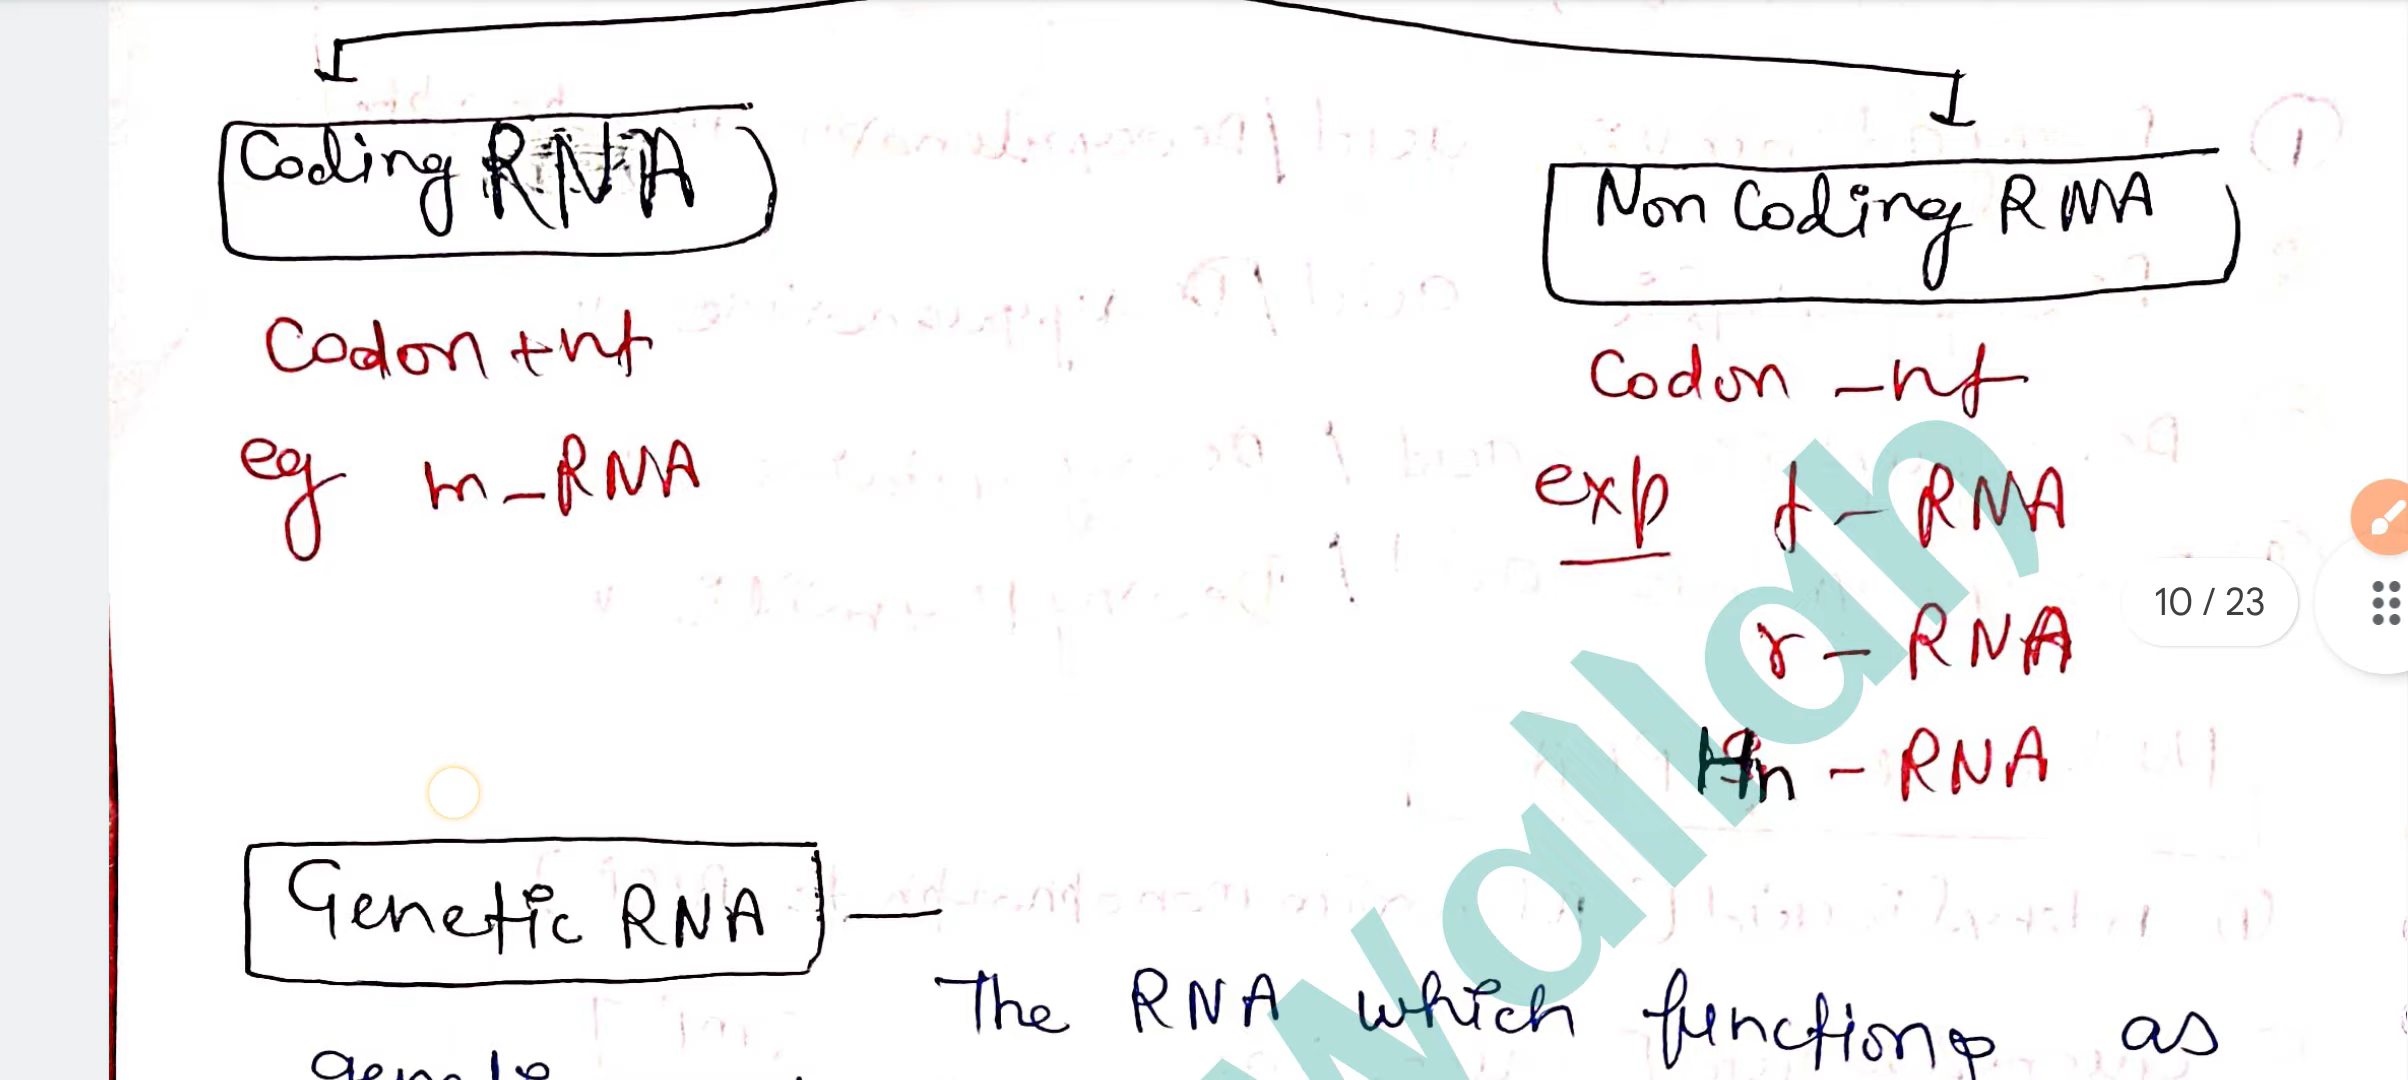 Coding RNA
Non Coding RNA
Codon +nt
Codon -nt
eg m-RNA
exp t-RNA
r-RNA
Hn-RNA
10 / 23
Genetic RNA —
The RNA which functions as
wallah